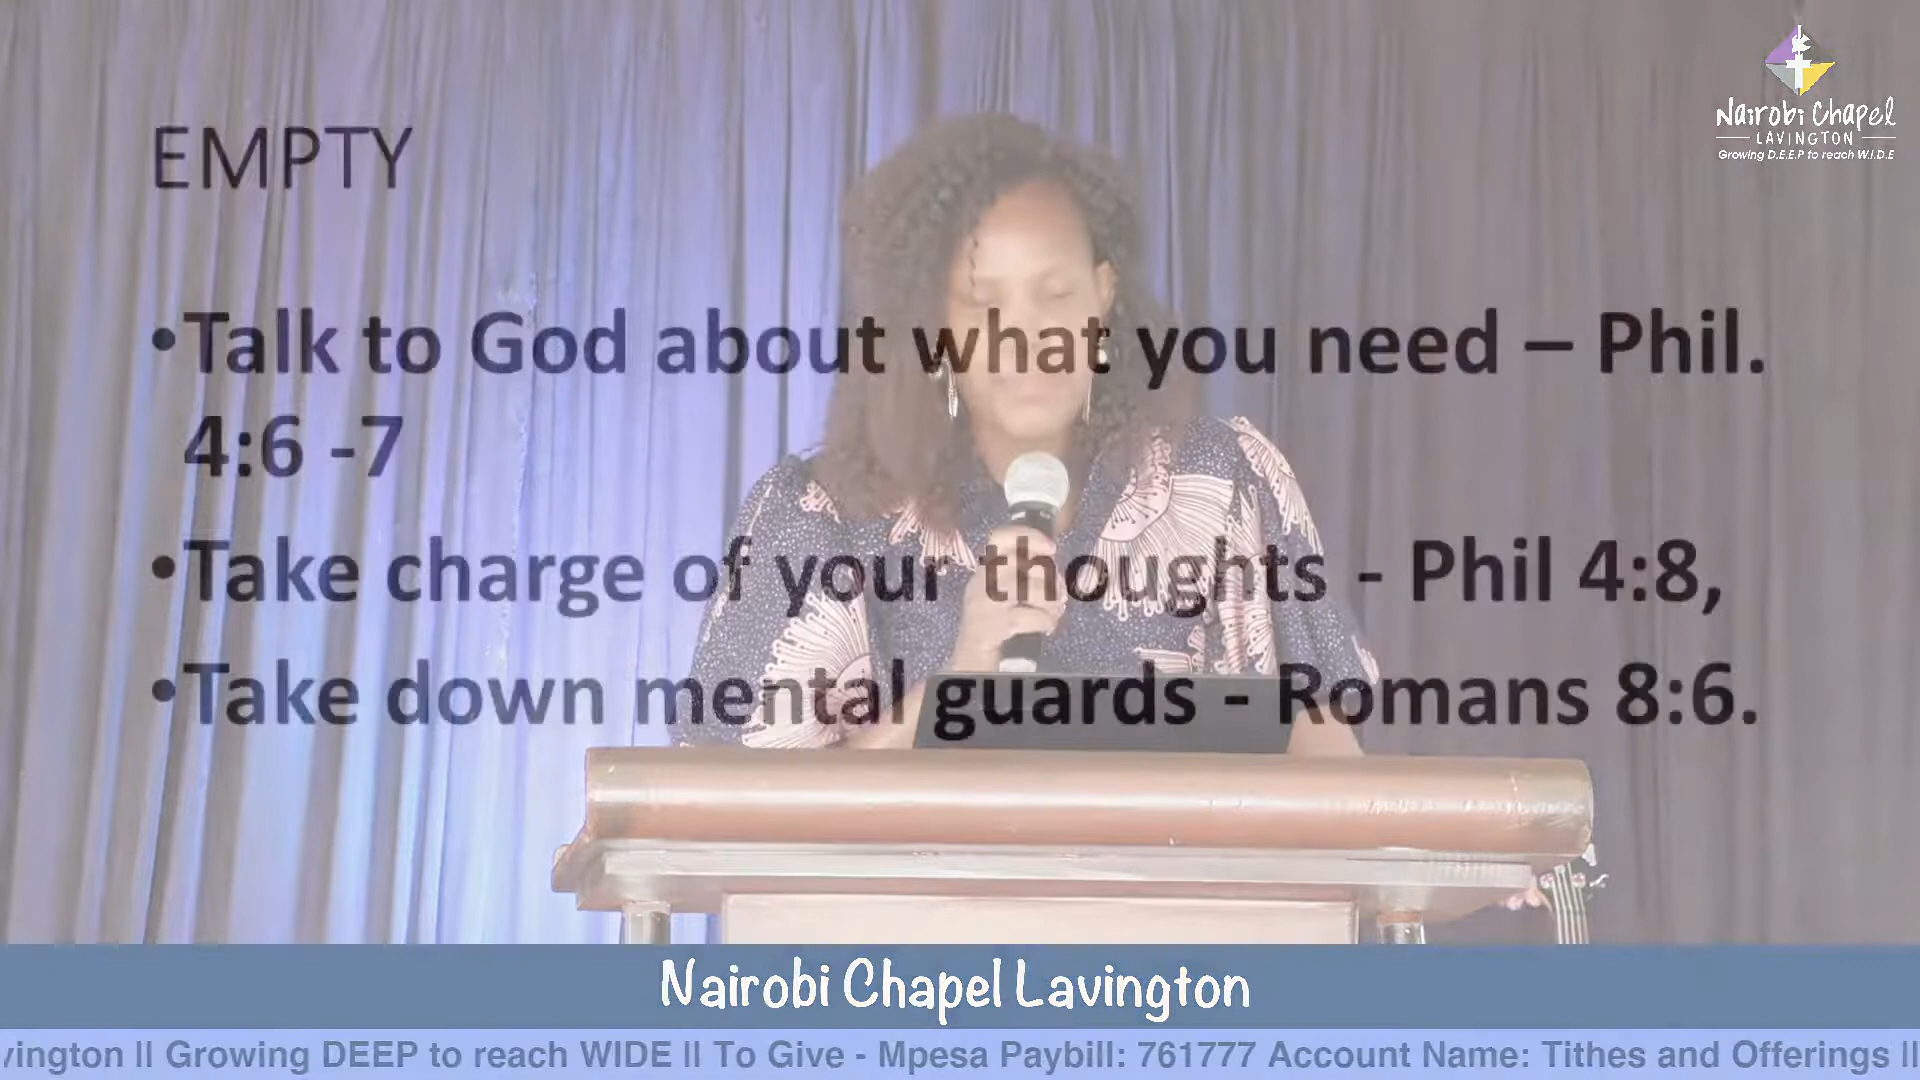 Nairobi Chapel
LAVINGTON
Growing D.E.E.P to reach W.I.D.E
EMPTY
•Talk to God about what you need – Phil.
4:6 -7
•Take charge of your thoughts - Phil 4:8,
•Take down mental guards - Romans 8:6.
Nairobi Chapel Lavington
vington II Growing DEEP to reach WIDE II To Give - Mpesa Paybill: 761777 Account Name: Tithes and Offerings II